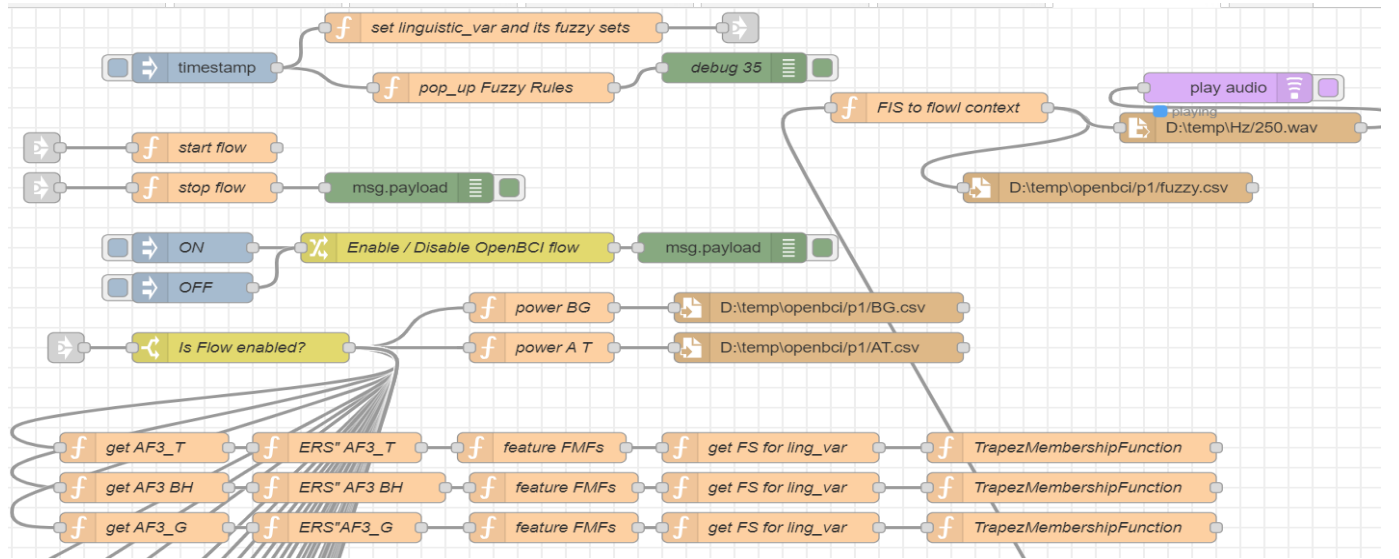 set linguistic_var and its fuzzy sets
timestamp
debug 35
pop_up Fuzzy Rules
play audio
FIS to flowl context
playing
D:\temp\Hz/250.wav
start flow
stop flow
msg.payload
D:\temp\openbci/p1/fuzzy.csv
ON
Enable / Disable OpenBCI flow
msg.payload
OFF
power BG
D:\temp\openbci/p1/BG.csv
Is Flow enabled?
power A T
D:\temp\openbci/p1/AT.csv
get AF3_T
ERS" AF3_T
feature FMFs
get FS for ling_var
TrapezMembershipFunction
get AF3 BH
ERS" AF3 BH
feature FMFs
get FS for ling_var
TrapezMembershipFunction
get AF3_G
ERS"AF3_G
feature FMFs
get FS for ling_var
TrapezMembershipFunction